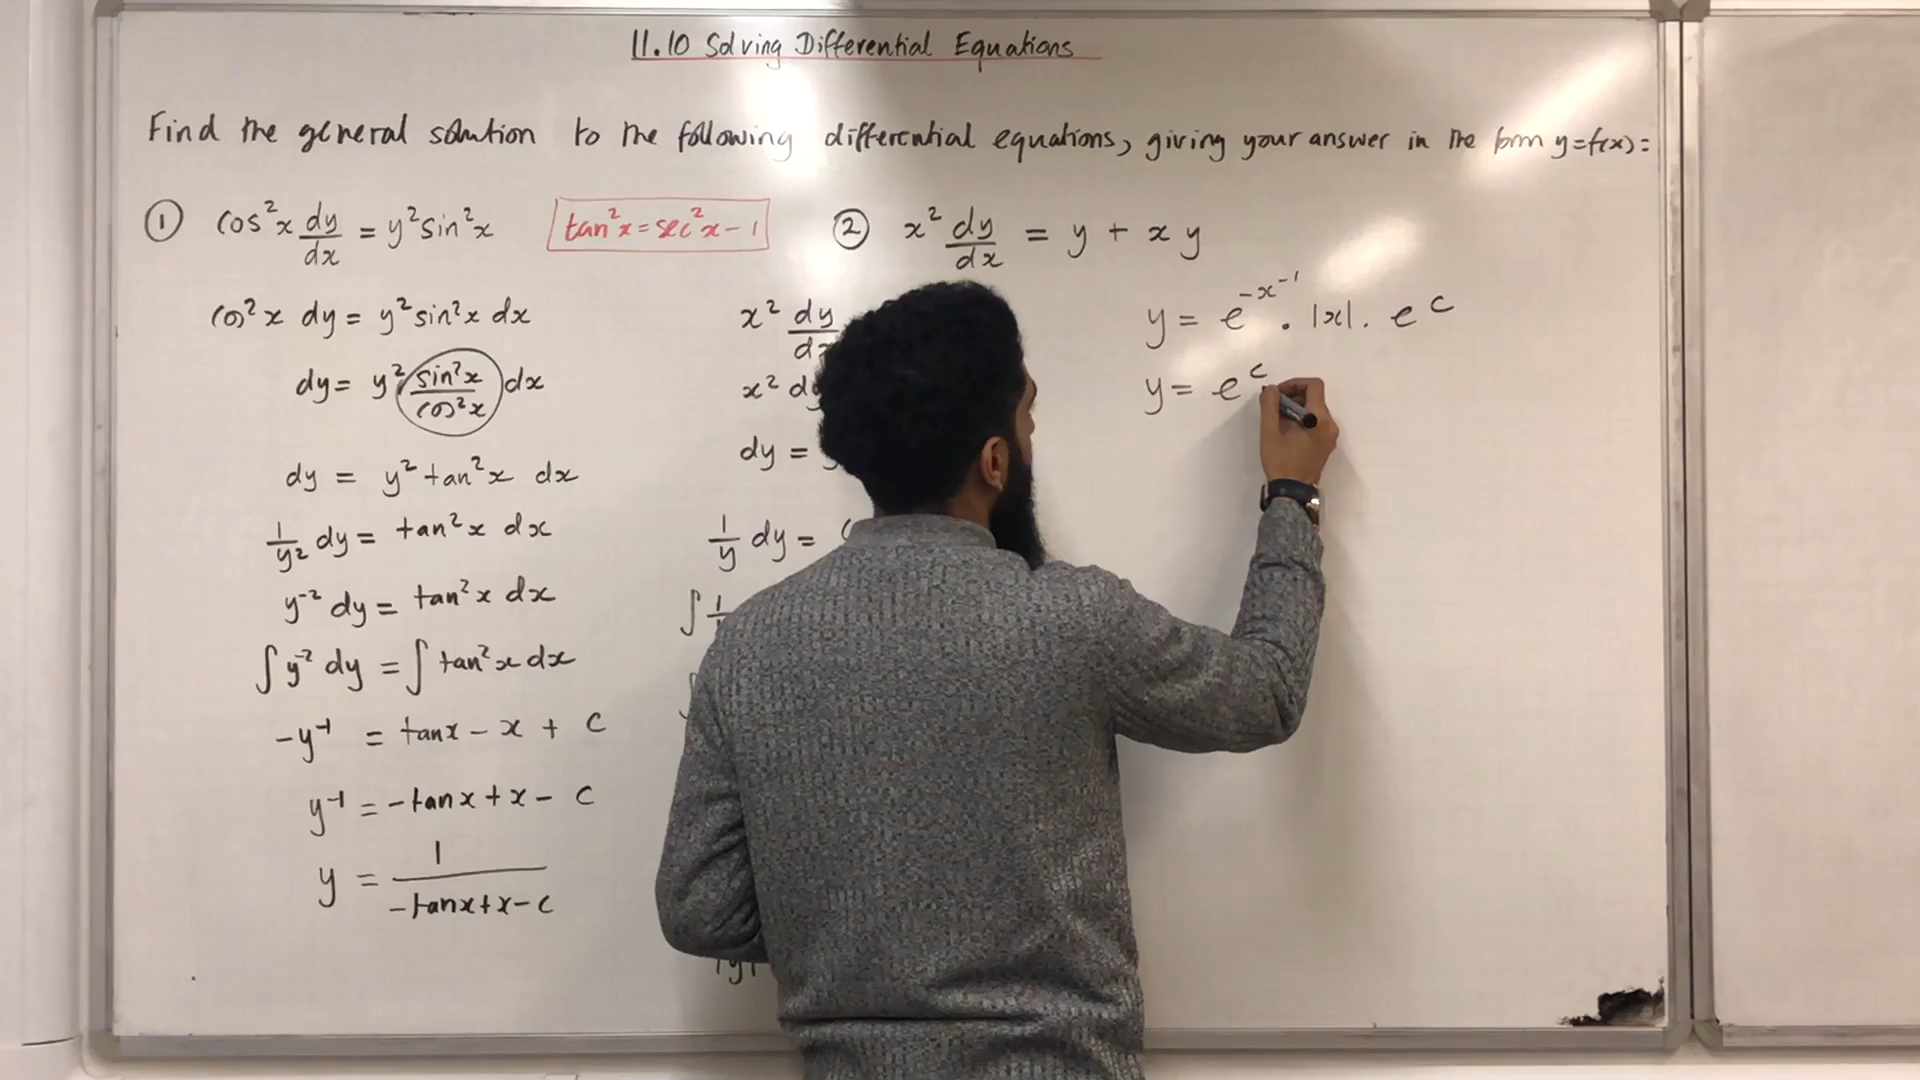 11.10 Solving Differential Equations
Find the general solution to the following differential equations, giving your answer in the form y=f(x):
① cos²x dy/dx = y²sin²x
tan²x = sec²x - 1
cos²x dy = y²sin²x dx
dy = y² sin²x/cos²x dx
dy = y² tan²x dx
1/y² dy = tan²x dx
y⁻² dy = tan²x dx
∫ y⁻² dy = ∫ tan²x dx
-y⁻¹ = tanx - x + c
y⁻¹ = -tanx + x - c
y = 1/(-tanx + x - c)
② x² dy/dx = y + xy
x² dy
x² dy
dy =
1/y dy =
∫
|y|
y = e^(-x⁻¹) . |x| . e^c
y = e^c